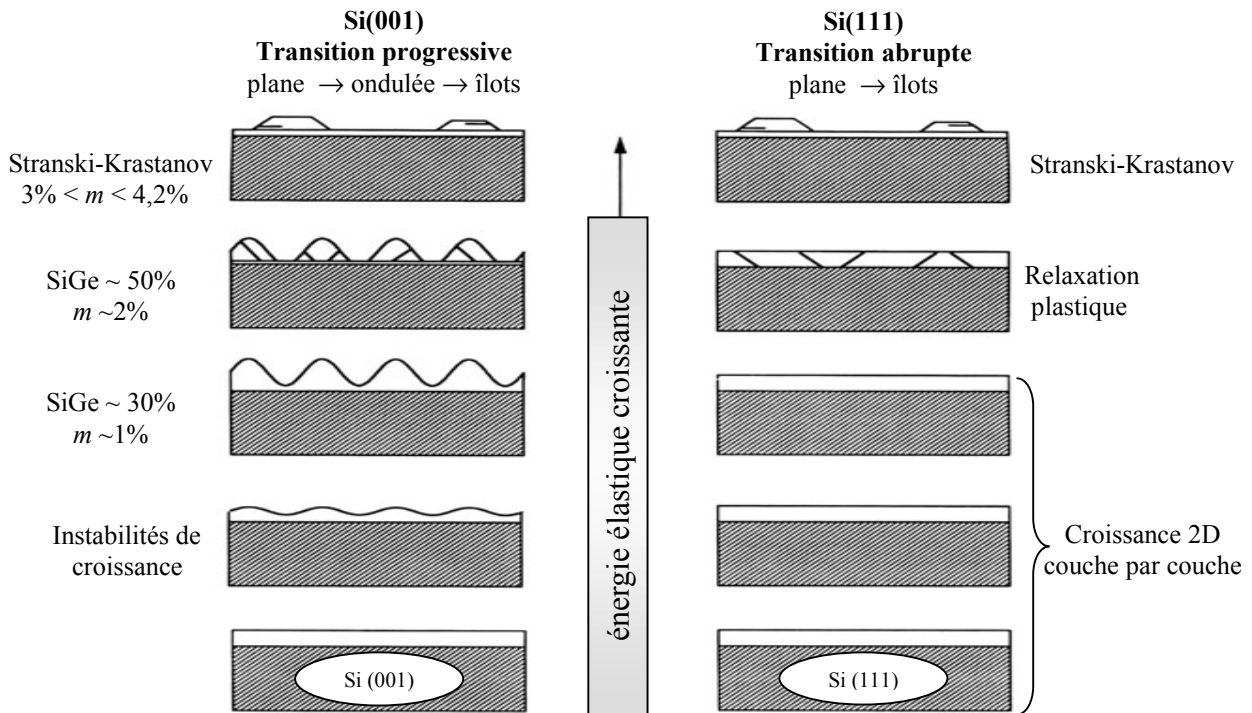 Si(001)
Transition progressive
plane → ondulée → îlots
Si(111)
Transition abrupte
plane → îlots
Stranski-Krastanov
3% < m < 4,2%
Stranski-Krastanov
SiGe ~ 50%
m ~2%
Relaxation
plastique
SiGe ~ 30%
m ~1%
énergie élastique croissante
Instabilités de
croissance
Croissance 2D
couche par couche
Si (001)
Si (111)